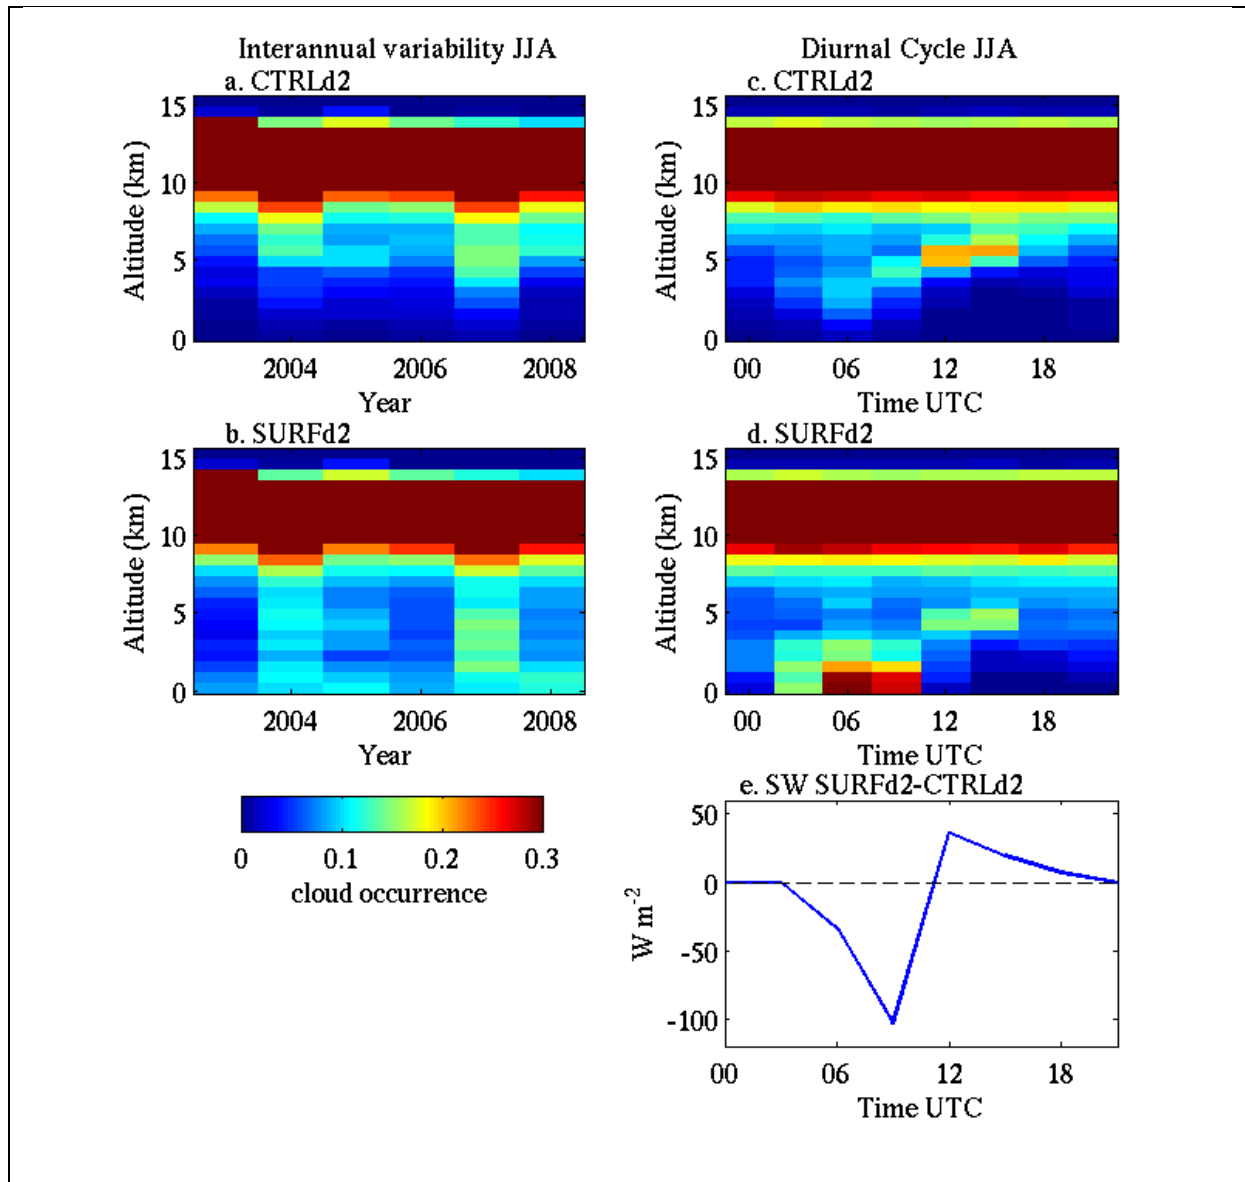 Interannual variability JJA
a. CTRLd2
15
10
5
0
Altitude (km)
2004 2006 2008
Year
Diurnal Cycle JJA
c. CTRLd2
15
10
5
0
Altitude (km)
00 06 12 18
Time UTC
b. SURFd2
15
10
5
0
Altitude (km)
2004 2006 2008
Year
d. SURFd2
15
10
5
0
Altitude (km)
00 06 12 18
Time UTC
0 0.1 0.2 0.3
cloud occurrence
e. SW SURFd2-CTRLd2
50
0
-50
-100
W m-2
00 06 12 18
Time UTC